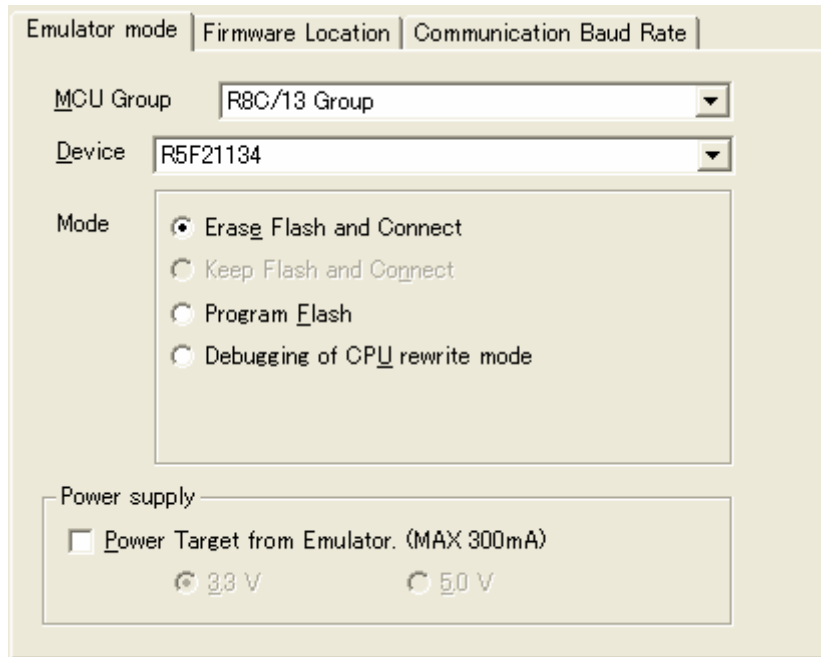 Emulator mode Firmware Location Communication Baud Rate
MCU Group R8C/13 Group
Device R5F21134
Mode
Erase Flash and Connect
Keep Flash and Connect
Program Flash
Debugging of CPU rewrite mode
Power supply
Power Target from Emulator. (MAX 300mA)
3.3 V 5.0 V